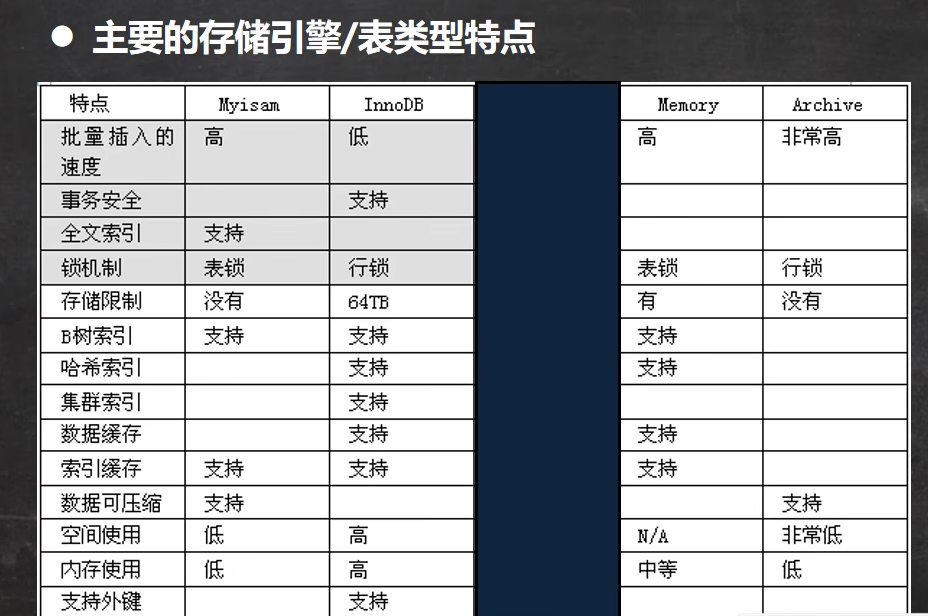 ● 主要的存储引擎/表类型特点
特点 Myisam InnoDB Memory Archive
批量插入的速度 高 低 高 非常高
事务安全 支持
全文索引 支持
锁机制 表锁 行锁 表锁 行锁
存储限制 没有 64TB 有 没有
B树索引 支持 支持 支持
哈希索引 支持 支持
集群索引 支持
数据缓存 支持 支持
索引缓存 支持 支持 支持
数据可压缩 支持 支持
空间使用 低 高 N/A 非常低
内存使用 低 高 中等 低
支持外键 支持